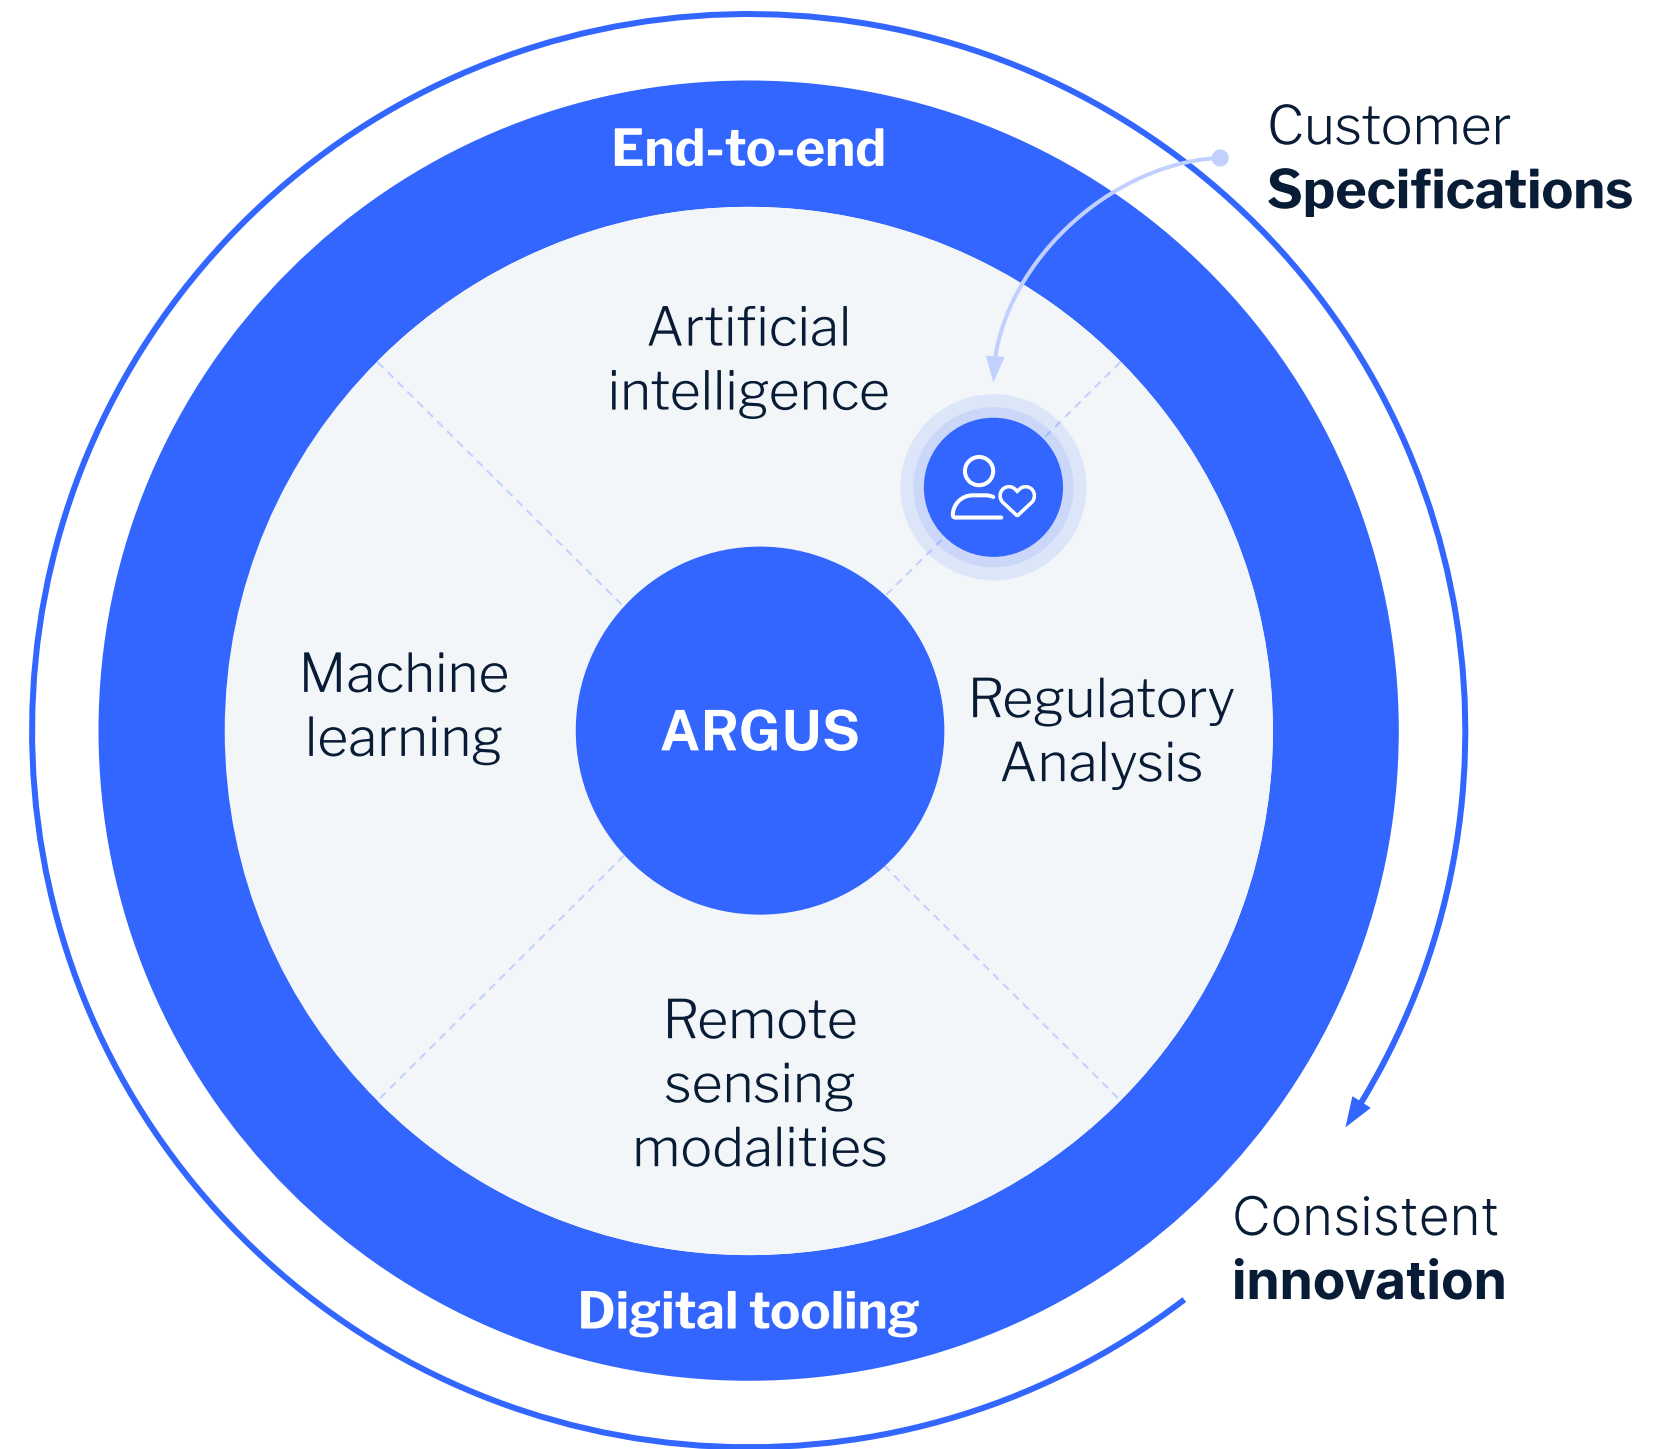 End-to-end
Customer
Specifications
Artificial
intelligence
Machine
learning
ARGUS
Regulatory
Analysis
Remote
sensing
modalities
Consistent
innovation
Digital tooling